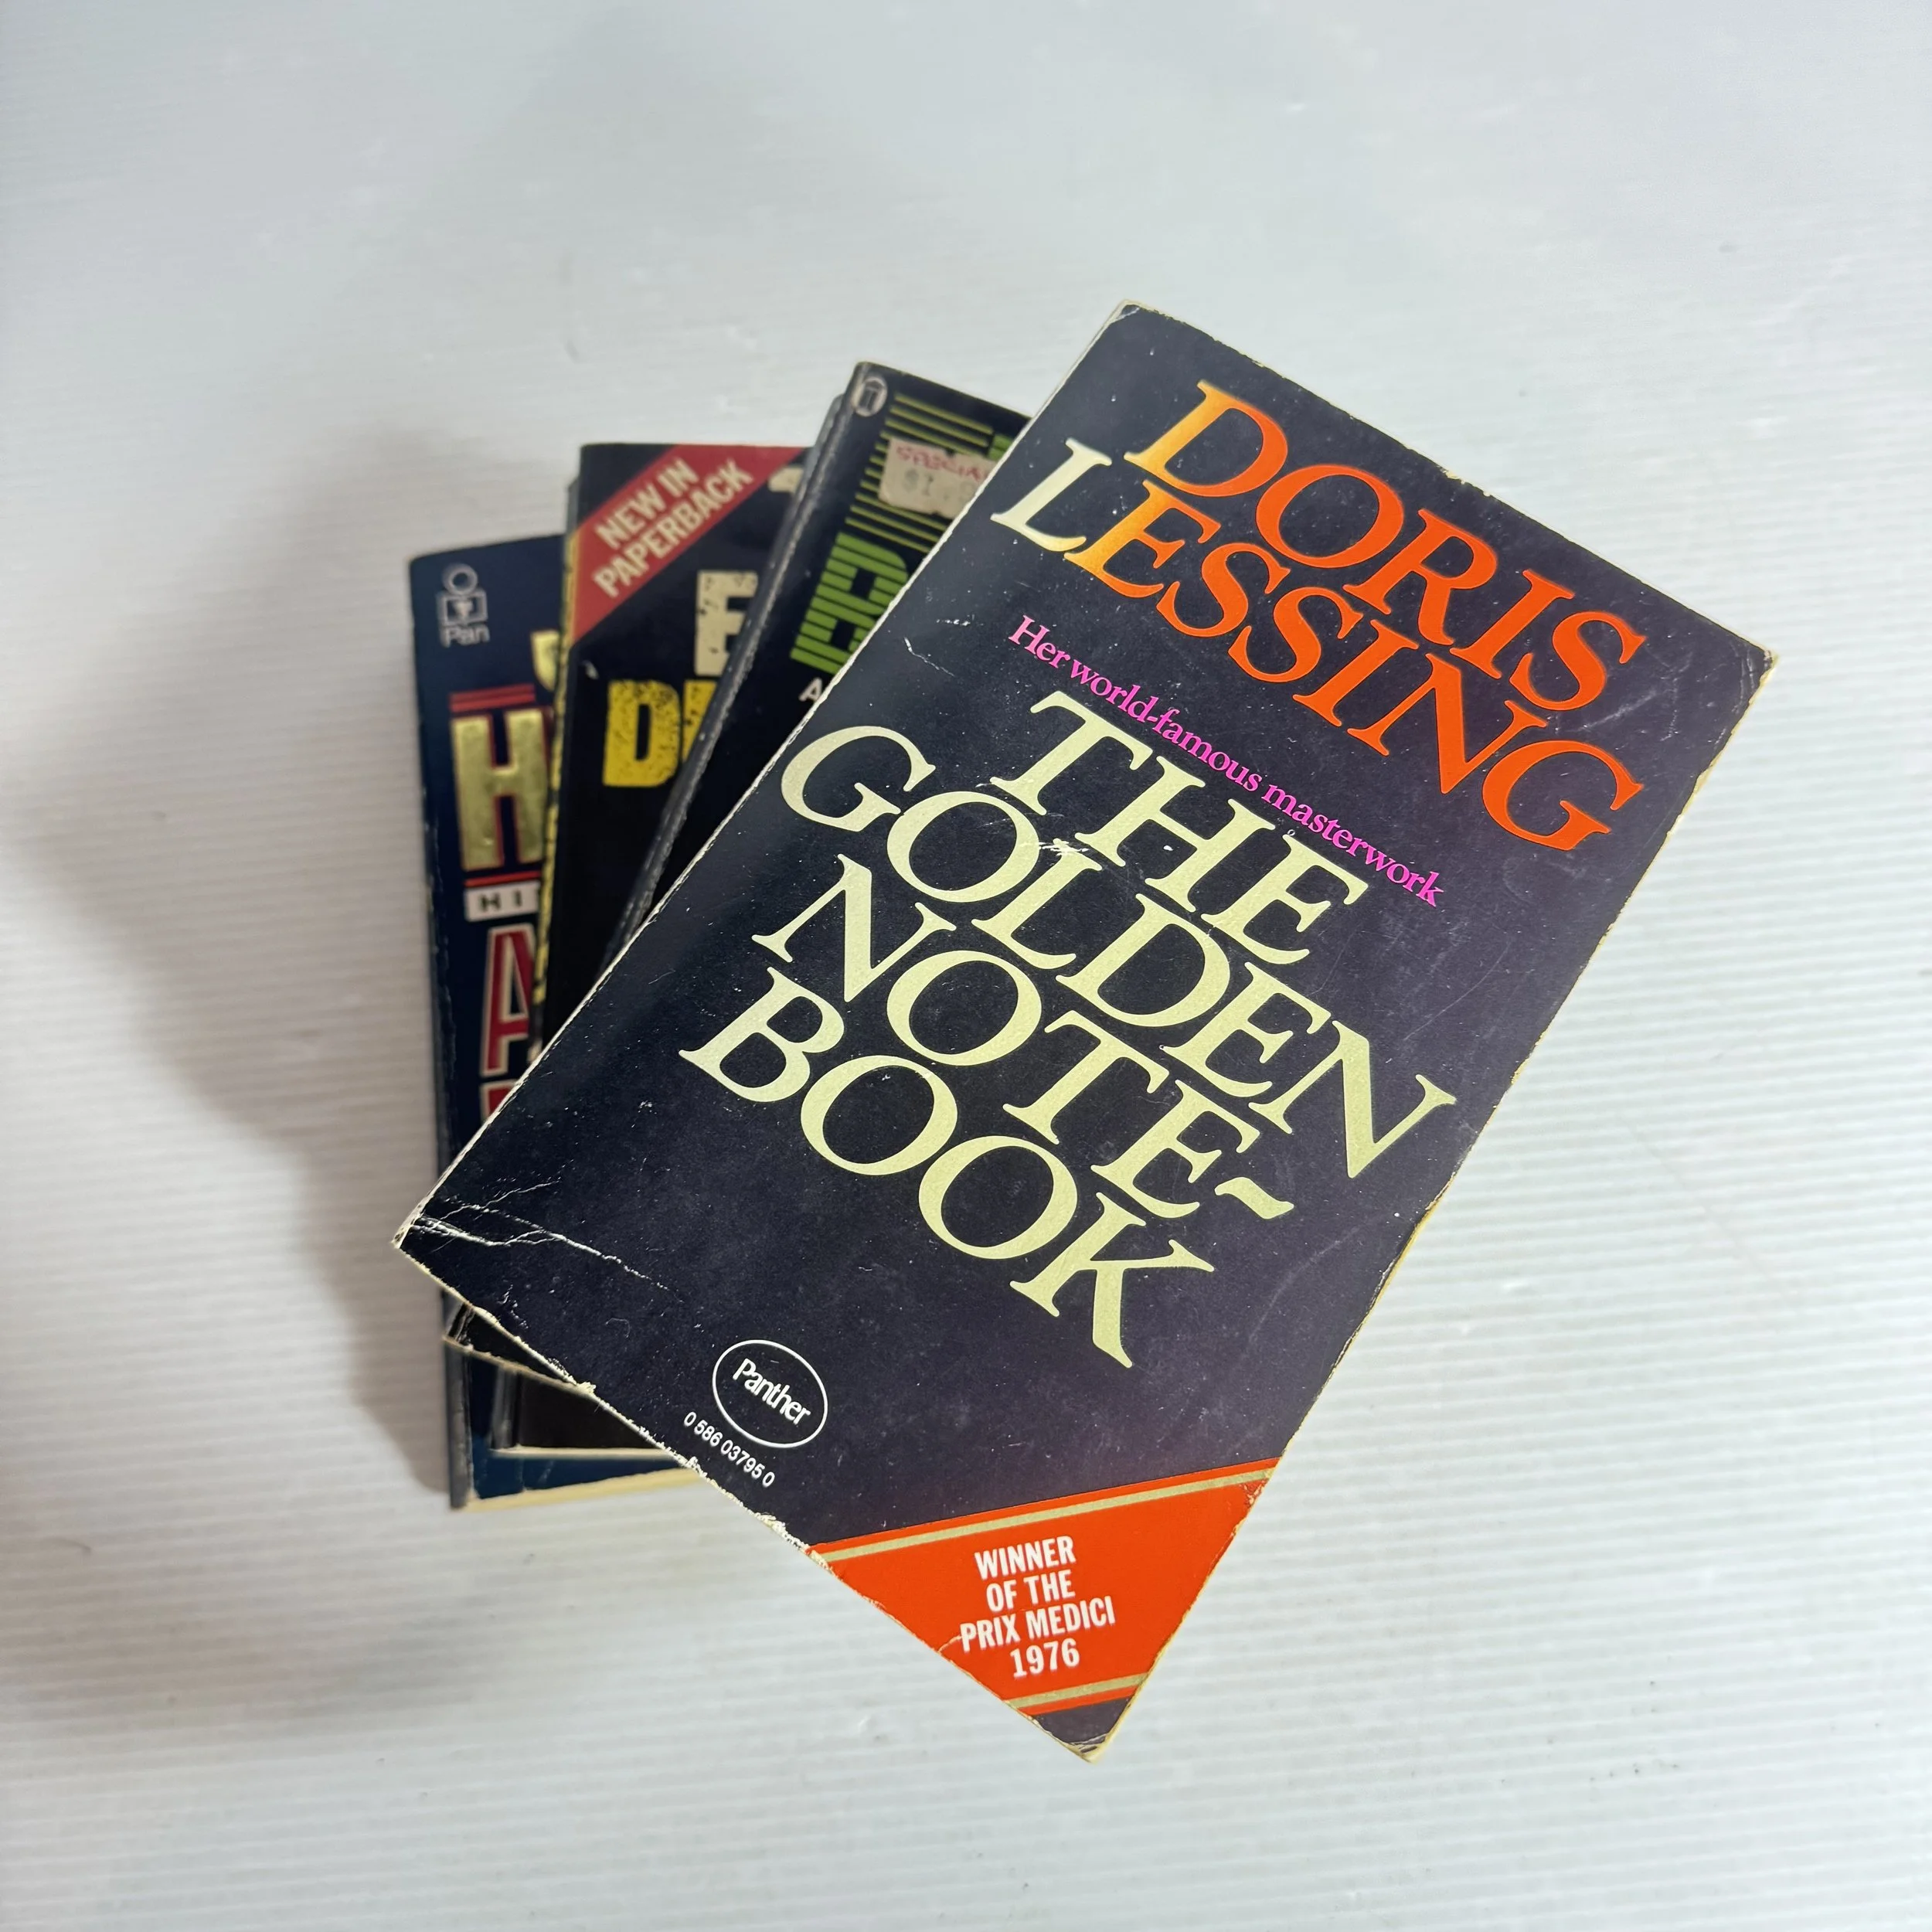 DORIS
LESSING
Her world-famous masterwork
THE
GOLDEN
NOTE-
BOOK
Panther
0 586 03795 0
WINNER
OF THE
PRIX MEDICI
1976
NEW IN
PAPERBACK
Pan